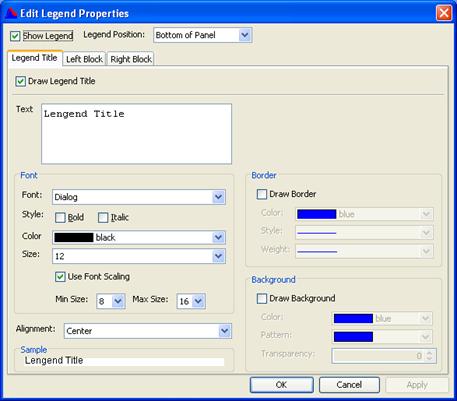 Edit Legend Properties
Show Legend Legend Position: Bottom of Panel
Legend Title Left Block Right Block
Draw Legend Title
Text
Lengend Title
Font
Font: Dialog
Style: Bold Italic
Color black
Size: 12
Use Font Scaling
Min Size: 8 Max Size: 16
Alignment: Center
Sample
Lengend Title
Border
Draw Border
Color: blue
Style:
Weight:
Background
Draw Background
Color: blue
Pattern:
Transparency: 0
OK Cancel Apply